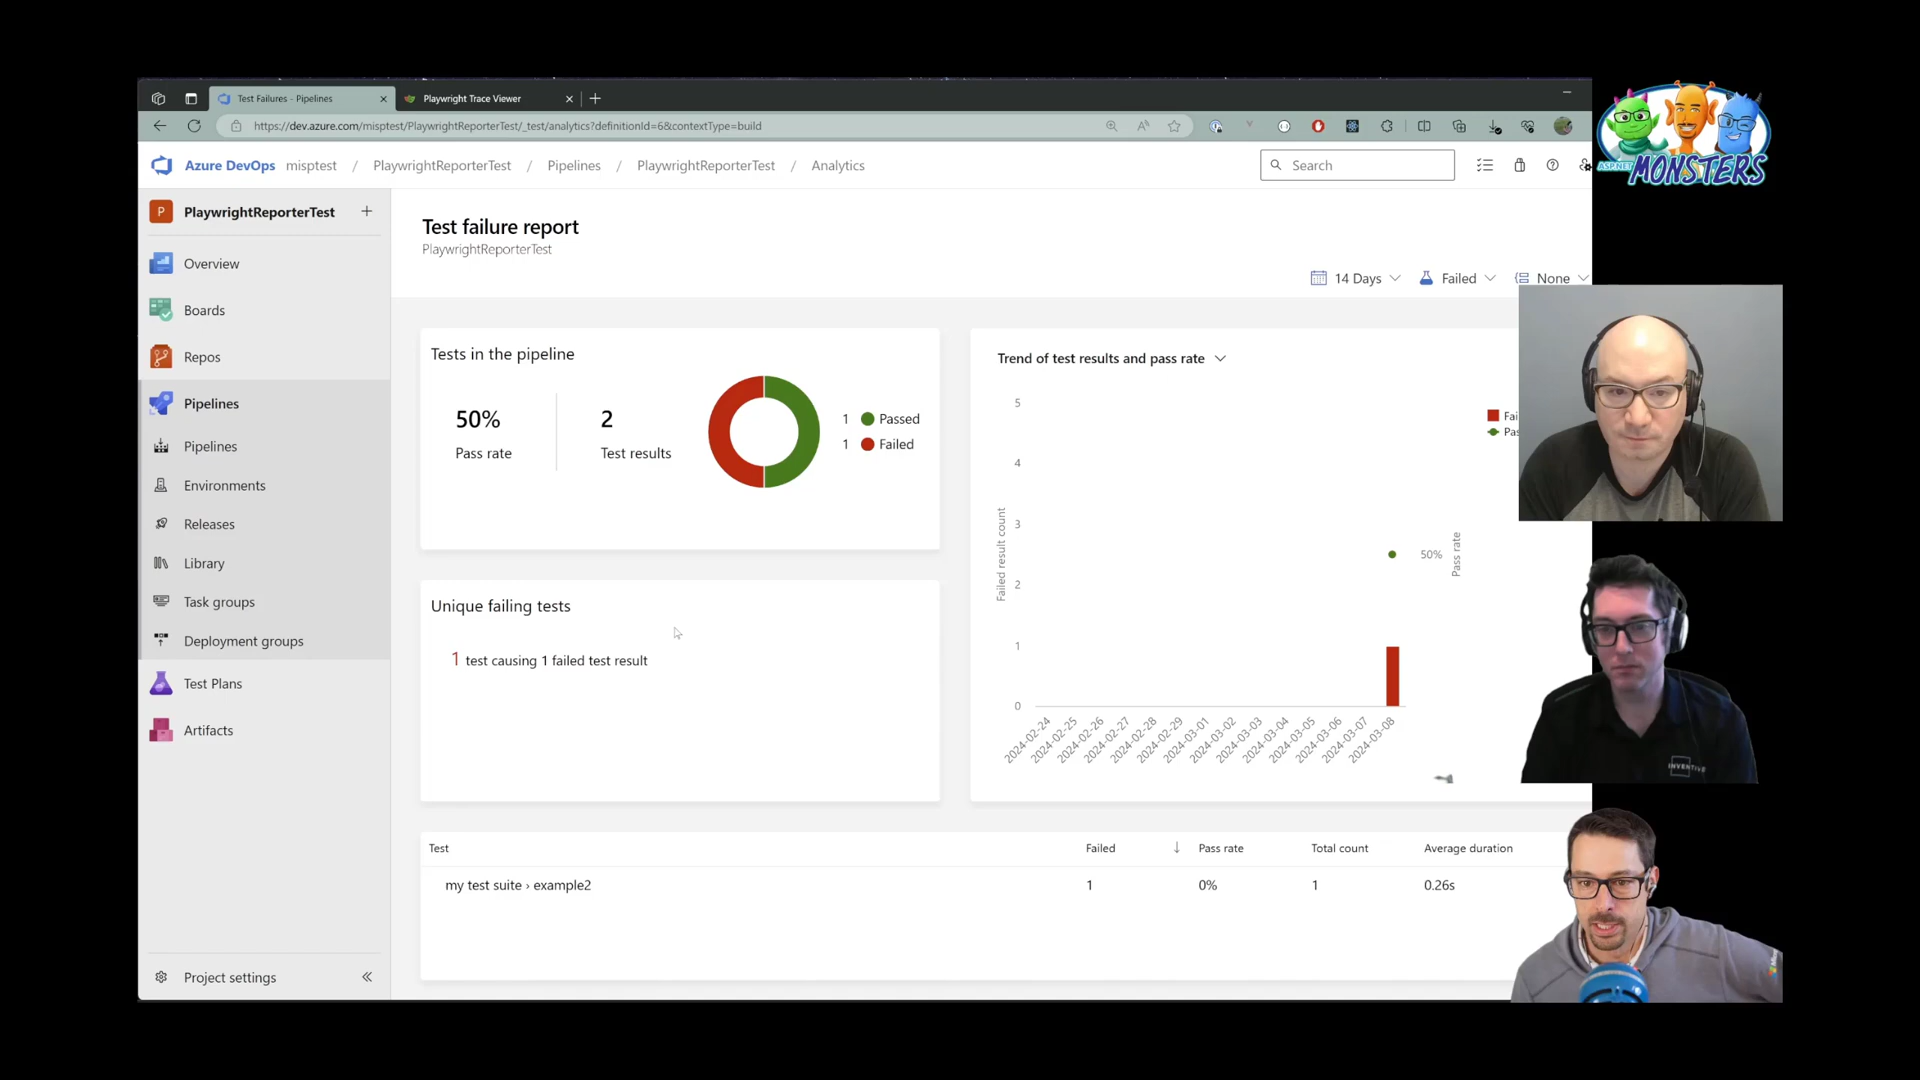 Test Failures - Pipelines
Playwright Trace Viewer
https://dev.azure.com/misptest/PlaywrightReporterTest/_test/analytics?definitionId=6&contextType=build
ASP.NET
MONSTERS
Azure DevOps misptest / PlaywrightReporterTest / Pipelines / PlaywrightReporterTest / Analytics
Search
P PlaywrightReporterTest +
Overview
Boards
Repos
Pipelines
Pipelines
Environments
Releases
Library
Task groups
Deployment groups
Test Plans
Artifacts
Project settings
Test failure report
PlaywrightReporterTest
14 Days Failed None
Tests in the pipeline
50%
Pass rate
2
Test results
1 Passed
1 Failed
Unique failing tests
1 test causing 1 failed test result
Trend of test results and pass rate
5
4
3
2
1
0
Failed result count
50%
Pass rate
Fai
Pas
2024-02-24
2024-02-25
2024-02-26
2024-02-27
2024-02-28
2024-02-29
2024-03-01
2024-03-02
2024-03-03
2024-03-04
2024-03-05
2024-03-06
2024-03-07
2024-03-08
Test Failed Pass rate Total count Average duration
my test suite › example2 1 0% 1 0.26s
INVENTIVE